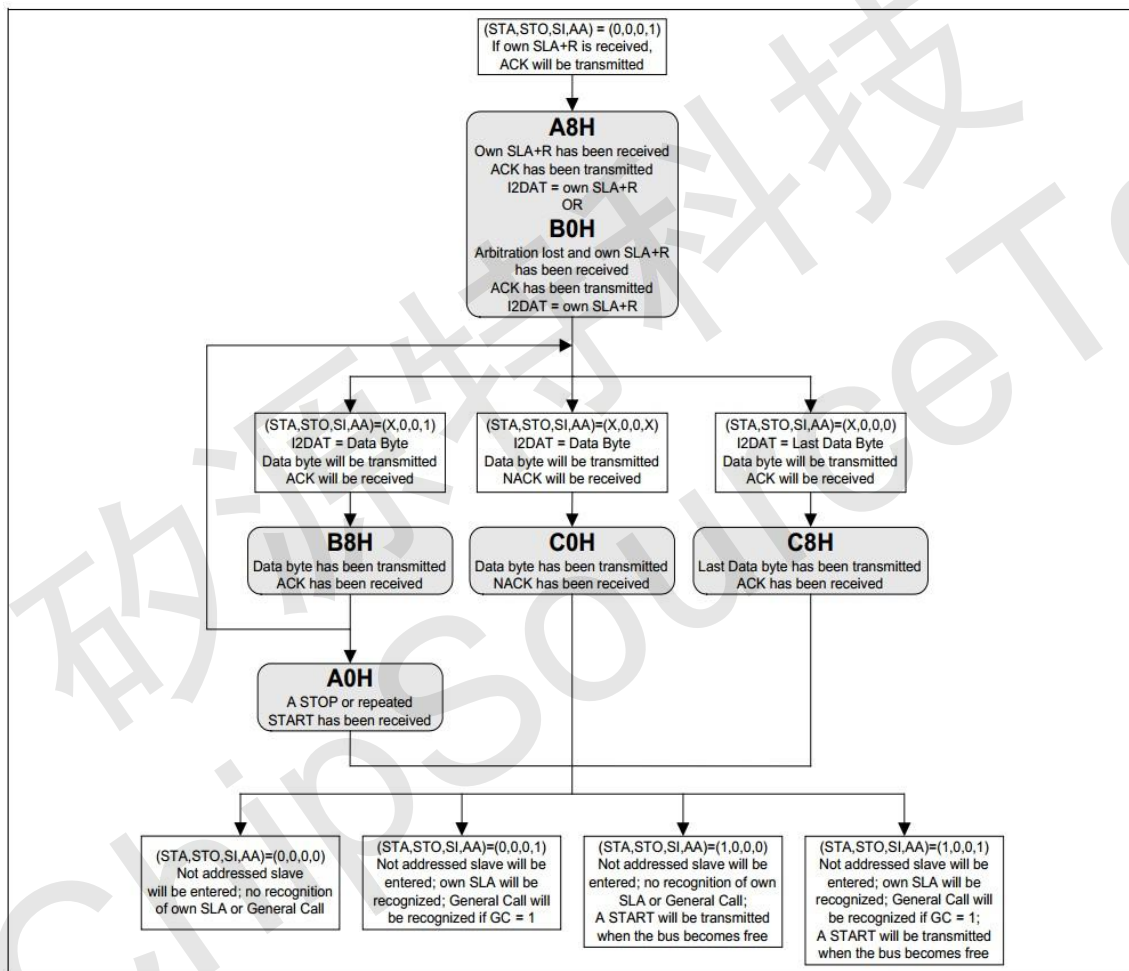 (STA,STO,SI,AA) = (0,0,0,1)
If own SLA+R is received,
ACK will be transmitted
A8H
Own SLA+R has been received
ACK has been transmitted
I2DAT = own SLA+R
OR
B0H
Arbitration lost and own SLA+R
has been received
ACK has been transmitted
I2DAT = own SLA+R
(STA,STO,SI,AA)=(X,0,0,1)
I2DAT = Data Byte
Data byte will be transmitted
ACK will be received
(STA,STO,SI,AA)=(X,0,0,X)
I2DAT = Data Byte
Data byte will be transmitted
NACK will be received
(STA,STO,SI,AA)=(X,0,0,0)
I2DAT = Last Data Byte
Data byte will be transmitted
ACK will be received
B8H
Data byte has been transmitted
ACK has been received
C0H
Data byte has been transmitted
NACK has been received
C8H
Last Data byte has been transmitted
ACK has been received
A0H
A STOP or repeated
START has been received
(STA,STO,SI,AA)=(0,0,0,0)
Not addressed slave
will be entered; no recognition
of own SLA or General Call
(STA,STO,SI,AA)=(0,0,0,1)
Not addressed slave will be
entered; own SLA will be
recognized; General Call will
be recognized if GC = 1
(STA,STO,SI,AA)=(1,0,0,0)
Not addressed slave will be
entered; no recognition of own
SLA or General Call;
A START will be transmitted
when the bus becomes free
(STA,STO,SI,AA)=(1,0,0,1)
Not addressed slave will be
entered; own SLA will be
recognized; General Call will
be recognized if GC = 1;
A START will be transmitted
when the bus becomes free
矽源特科技
ChipSourceTe